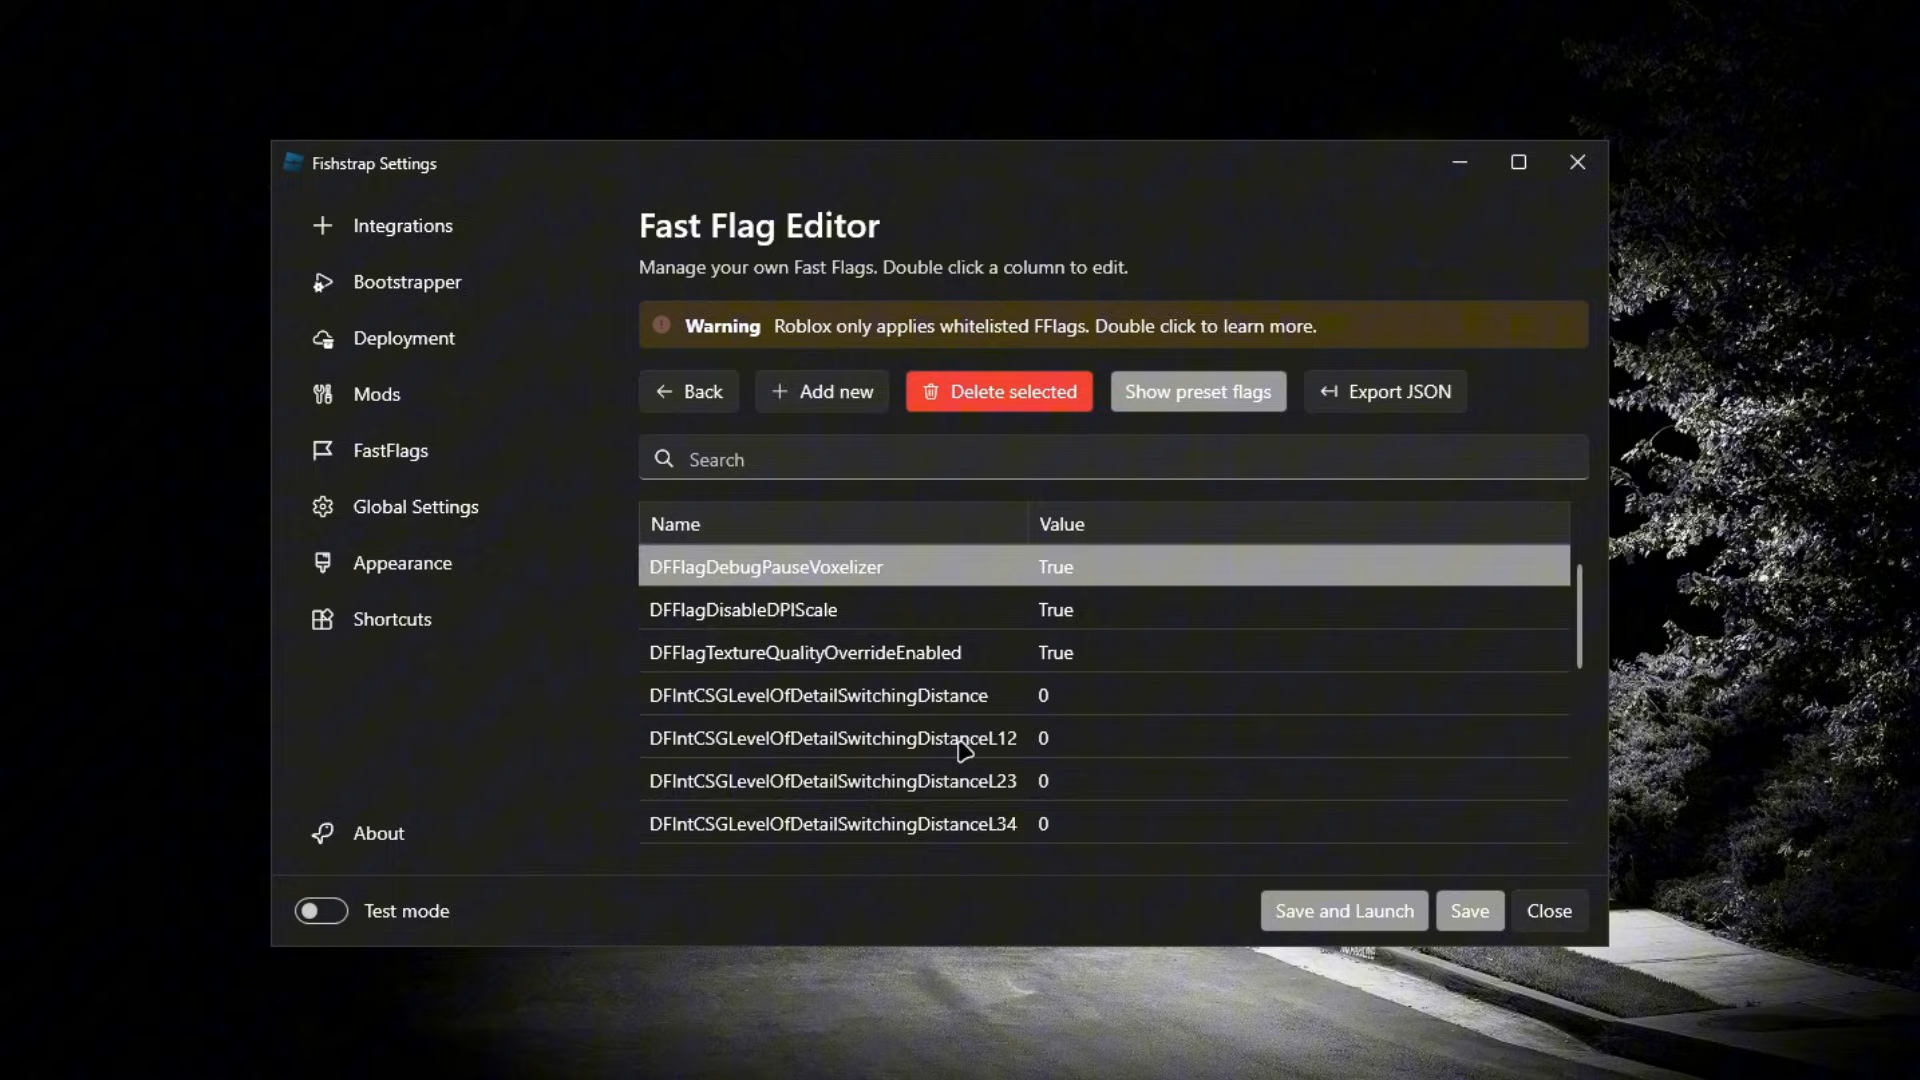 Fishstrap Settings
Integrations
Bootstrapper
Deployment
Mods
FastFlags
Global Settings
Appearance
Shortcuts
About
Test mode
Fast Flag Editor
Manage your own Fast Flags. Double click a column to edit.
Warning Roblox only applies whitelisted FFlags. Double click to learn more.
Back Add new Delete selected Show preset flags Export JSON
Search
Name Value
DFFlagDebugPauseVoxelizer True
DFFlagDisableDPIScale True
DFFlagTextureQualityOverrideEnabled True
DFIntCSGLevelOfDetailSwitchingDistance 0
DFIntCSGLevelOfDetailSwitchingDistanceL12 0
DFIntCSGLevelOfDetailSwitchingDistanceL23 0
DFIntCSGLevelOfDetailSwitchingDistanceL34 0
Save and Launch Save Close